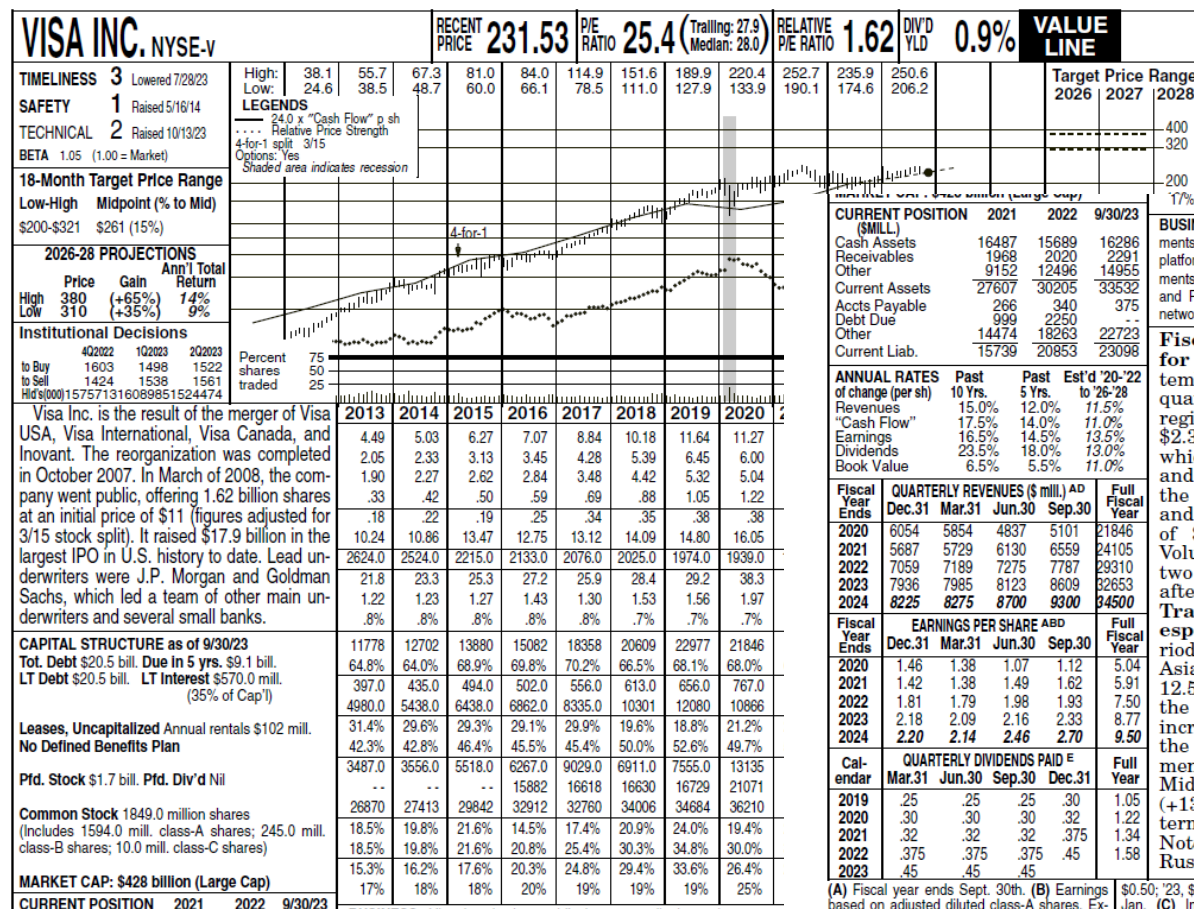 VISA INC. NYSE-V
RECENT PRICE 231.53
P/E RATIO 25.4 (Trailing: 27.9 Median: 28.0)
RELATIVE P/E RATIO 1.62
DIV'D YLD 0.9%
VALUE LINE
TIMELINESS 3 Lowered 7/28/23
SAFETY 1 Raised 5/16/14
TECHNICAL 2 Raised 10/13/23
BETA 1.05 (1.00 = Market)
18-Month Target Price Range
Low-High Midpoint (% to Mid)
$200-$321 $261 (15%)
2026-28 PROJECTIONS
Price Gain Ann'l Total Return
High 380 (+65%) 14%
Low 310 (+35%) 9%
Institutional Decisions
4Q2022 1Q2023 2Q2023
to Buy 1603 1498 1522
to Sell 1424 1538 1561
Hld's(000)157571316089851524474
High: 38.1 55.7 67.3 81.0 84.0 114.9 151.6 189.9 220.4 252.7 235.9 250.6
Low: 24.6 38.5 48.7 60.0 66.1 78.5 111.0 127.9 133.9 190.1 174.6 206.2
LEGENDS
24.0 x "Cash Flow" p sh
Relative Price Strength
4-for-1 split 3/15
Options: Yes
Shaded area indicates recession
4-for-1
Percent shares traded
75
50
25
Target Price Range
2026 2027 2028
400
320
200
Visa Inc. is the result of the merger of Visa
USA, Visa International, Visa Canada, and
Inovant. The reorganization was completed
in October 2007. In March of 2008, the com-
pany went public, offering 1.62 billion shares
at an initial price of $11 (figures adjusted for
3/15 stock split). It raised $17.9 billion in the
largest IPO in U.S. history to date. Lead un-
derwriters were J.P. Morgan and Goldman
Sachs, which led a team of other main un-
derwriters and several small banks.
CAPITAL STRUCTURE as of 9/30/23
Tot. Debt $20.5 bill. Due in 5 yrs. $9.1 bill.
LT Debt $20.5 bill. LT Interest $570.0 mill.
(35% of Cap'l)
Leases, Uncapitalized Annual rentals $102 mill.
No Defined Benefits Plan
Pfd. Stock $1.7 bill. Pfd. Div'd Nil
Common Stock 1849.0 million shares
(Includes 1594.0 mill. class-A shares; 245.0 mill.
class-B shares; 10.0 mill. class-C shares)
MARKET CAP: $428 billion (Large Cap)
CURRENT POSITION 2021 2022 9/30/23
2013 2014 2015 2016 2017 2018 2019 2020
4.49 5.03 6.27 7.07 8.84 10.18 11.64 11.27
2.05 2.33 3.13 3.45 4.28 5.39 6.45 6.00
1.90 2.27 2.62 2.84 3.48 4.42 5.32 5.04
.33 .42 .50 .59 .69 .88 1.05 1.22
.18 .22 .19 .25 .34 .35 .38 .38
10.24 10.86 13.47 12.75 13.12 14.09 14.80 16.05
2624.0 2524.0 2215.0 2133.0 2076.0 2025.0 1974.0 1939.0
21.8 23.3 25.3 27.2 25.9 28.4 29.2 38.3
1.22 1.23 1.27 1.43 1.30 1.53 1.56 1.97
.8% .8% .8% .8% .8% .7% .7% .6%
11778 12702 13880 15082 18358 20609 22977 21846
64.8% 64.0% 68.9% 69.8% 70.2% 66.5% 68.1% 68.0%
397.0 435.0 494.0 502.0 556.0 613.0 656.0 767.0
4980.0 5438.0 6438.0 6862.0 8335.0 10301 12080 10866
31.4% 29.6% 29.3% 29.1% 29.9% 19.6% 18.8% 21.2%
42.3% 42.8% 46.4% 45.5% 45.4% 50.0% 52.6% 49.7%
3487.0 3556.0 5518.0 6267.0 9029.0 6911.0 7555.0 13135
- - - - - - 15882 16618 16630 16729 21071
26870 27413 29842 32912 32760 34006 34684 36210
18.5% 19.8% 21.6% 14.5% 17.4% 20.9% 24.0% 19.4%
18.5% 19.8% 21.6% 20.8% 25.4% 30.3% 34.8% 30.0%
15.3% 16.2% 17.6% 20.3% 24.8% 29.4% 33.6% 26.4%
17% 18% 18% 20% 19% 19% 19% 25%
CURRENT POSITION 2021 2022 9/30/23
($MILL.)
Cash Assets 16487 15689 16286
Receivables 1968 2020 2291
Other 9152 12496 14955
Current Assets 27607 30205 33532
Accts Payable 266 340 375
Debt Due 999 2250 - -
Other 14474 18263 22723
Current Liab. 15739 20853 23098
ANNUAL RATES Past Past Est'd '20-'22
of change (per sh) 10 Yrs. 5 Yrs. to '26-'28
Revenues 15.0% 12.0% 11.5%
"Cash Flow" 17.5% 14.0% 11.0%
Earnings 16.5% 14.5% 13.5%
Dividends 23.5% 18.0% 13.0%
Book Value 6.5% 5.5% 11.0%
Fiscal Year Ends QUARTERLY REVENUES ($ mill.) AD Full Fiscal Year
Dec.31 Mar.31 Jun.30 Sep.30
2020 6054 5854 4837 5101 21846
2021 5687 5729 6130 6559 24105
2022 7059 7189 7275 7787 29310
2023 7936 7985 8123 8609 32653
2024 8225 8275 8700 9300 34500
Fiscal Year Ends EARNINGS PER SHARE ABD Full Fiscal Year
Dec.31 Mar.31 Jun.30 Sep.30
2020 1.46 1.38 1.07 1.12 5.04
2021 1.42 1.38 1.49 1.62 5.91
2022 1.81 1.79 1.98 1.93 7.50
2023 2.18 2.09 2.16 2.33 8.77
2024 2.20 2.14 2.46 2.70 9.50
Cal-endar QUARTERLY DIVIDENDS PAID E Full Year
Mar.31 Jun.30 Sep.30 Dec.31
2019 .25 .25 .25 .30 1.05
2020 .30 .30 .30 .32 1.22
2021 .32 .32 .32 .375 1.34
2022 .375 .375 .375 .45 1.58
2023 .45 .45 .45
(A) Fiscal year ends Sept. 30th. (B) Earnings
based on adjusted diluted class-A shares. Ex-
$0.50; '23, $
Jan. (C) In
17%